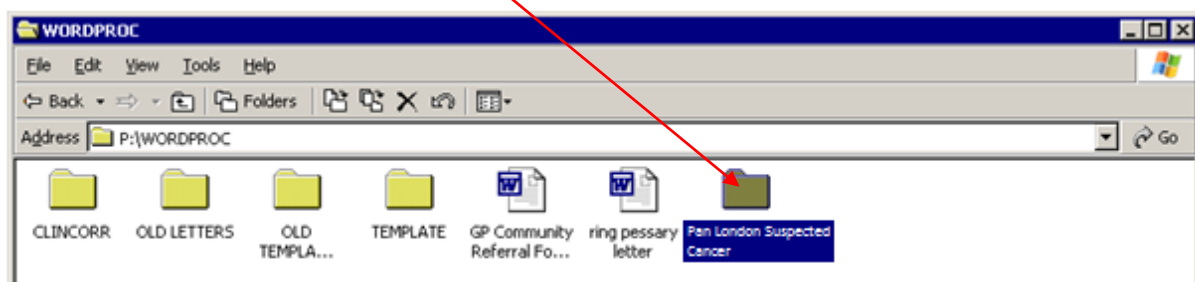 WORDPROC
File Edit View Tools Help
Back Folders
Address P:\WORDPROC Go
CLINCORR OLD LETTERS OLD TEMPLA... TEMPLATE GP Community Referral Fo... ring pessary letter Pan London Suspected Cancer